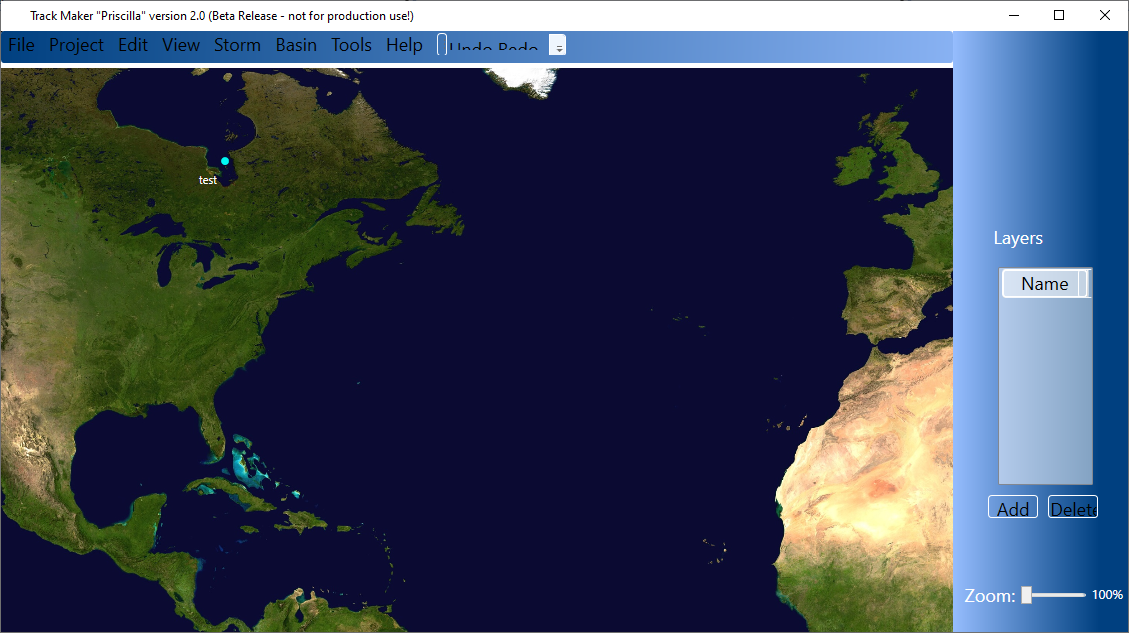 Track Maker "Priscilla" version 2.0 (Beta Release - not for production use!)
File Project Edit View Storm Basin Tools Help Undo Redo
test
Layers
Name
Add Delete
Zoom: 100%